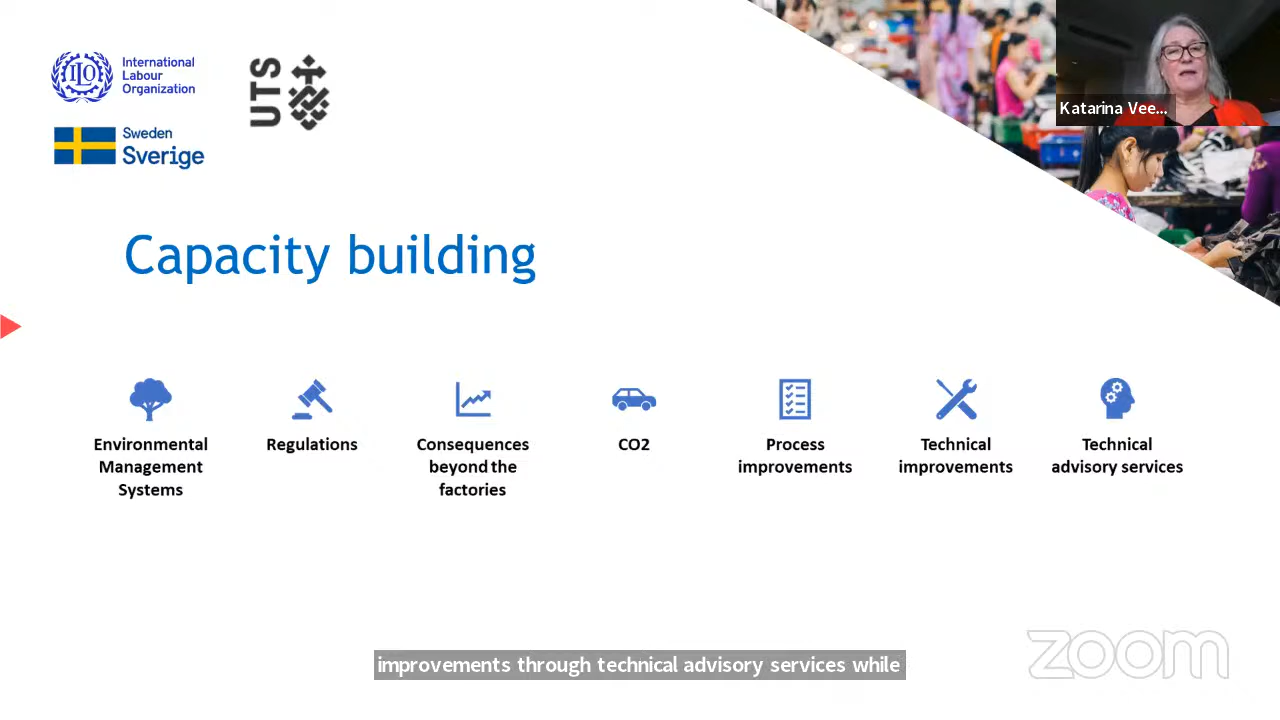 ILO
International
Labour
Organization
UTS
Sweden
Sverige
Katarina Vee...
Capacity building
Environmental
Management
Systems
Regulations
Consequences
beyond the
factories
CO2
Process
improvements
Technical
improvements
Technical
advisory services
improvements through technical advisory services while
zoom